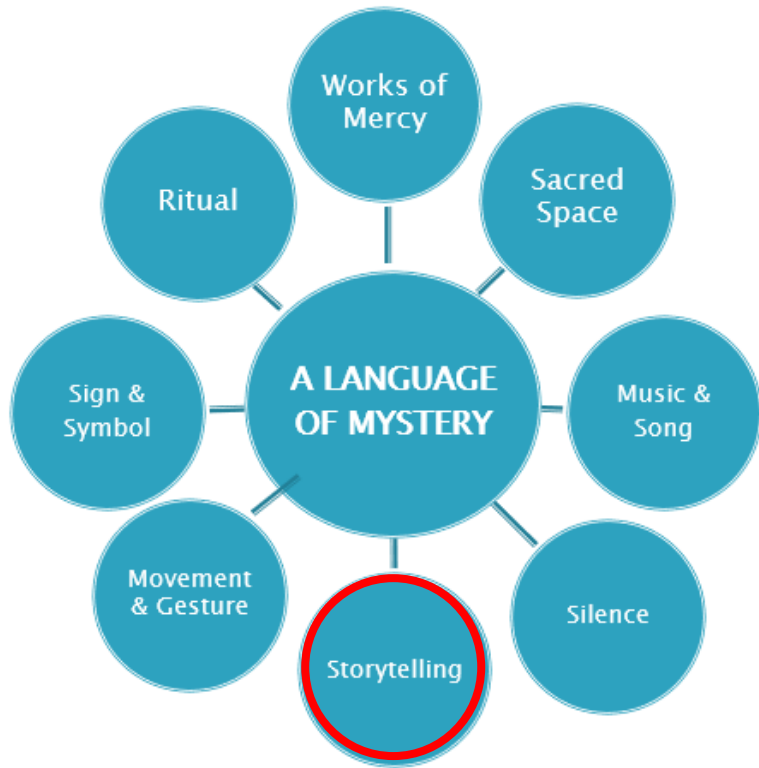 Works of
Mercy
Sacred
Space
Ritual
A LANGUAGE
OF MYSTERY
Sign &
Symbol
Music &
Song
Movement
& Gesture
Silence
Storytelling